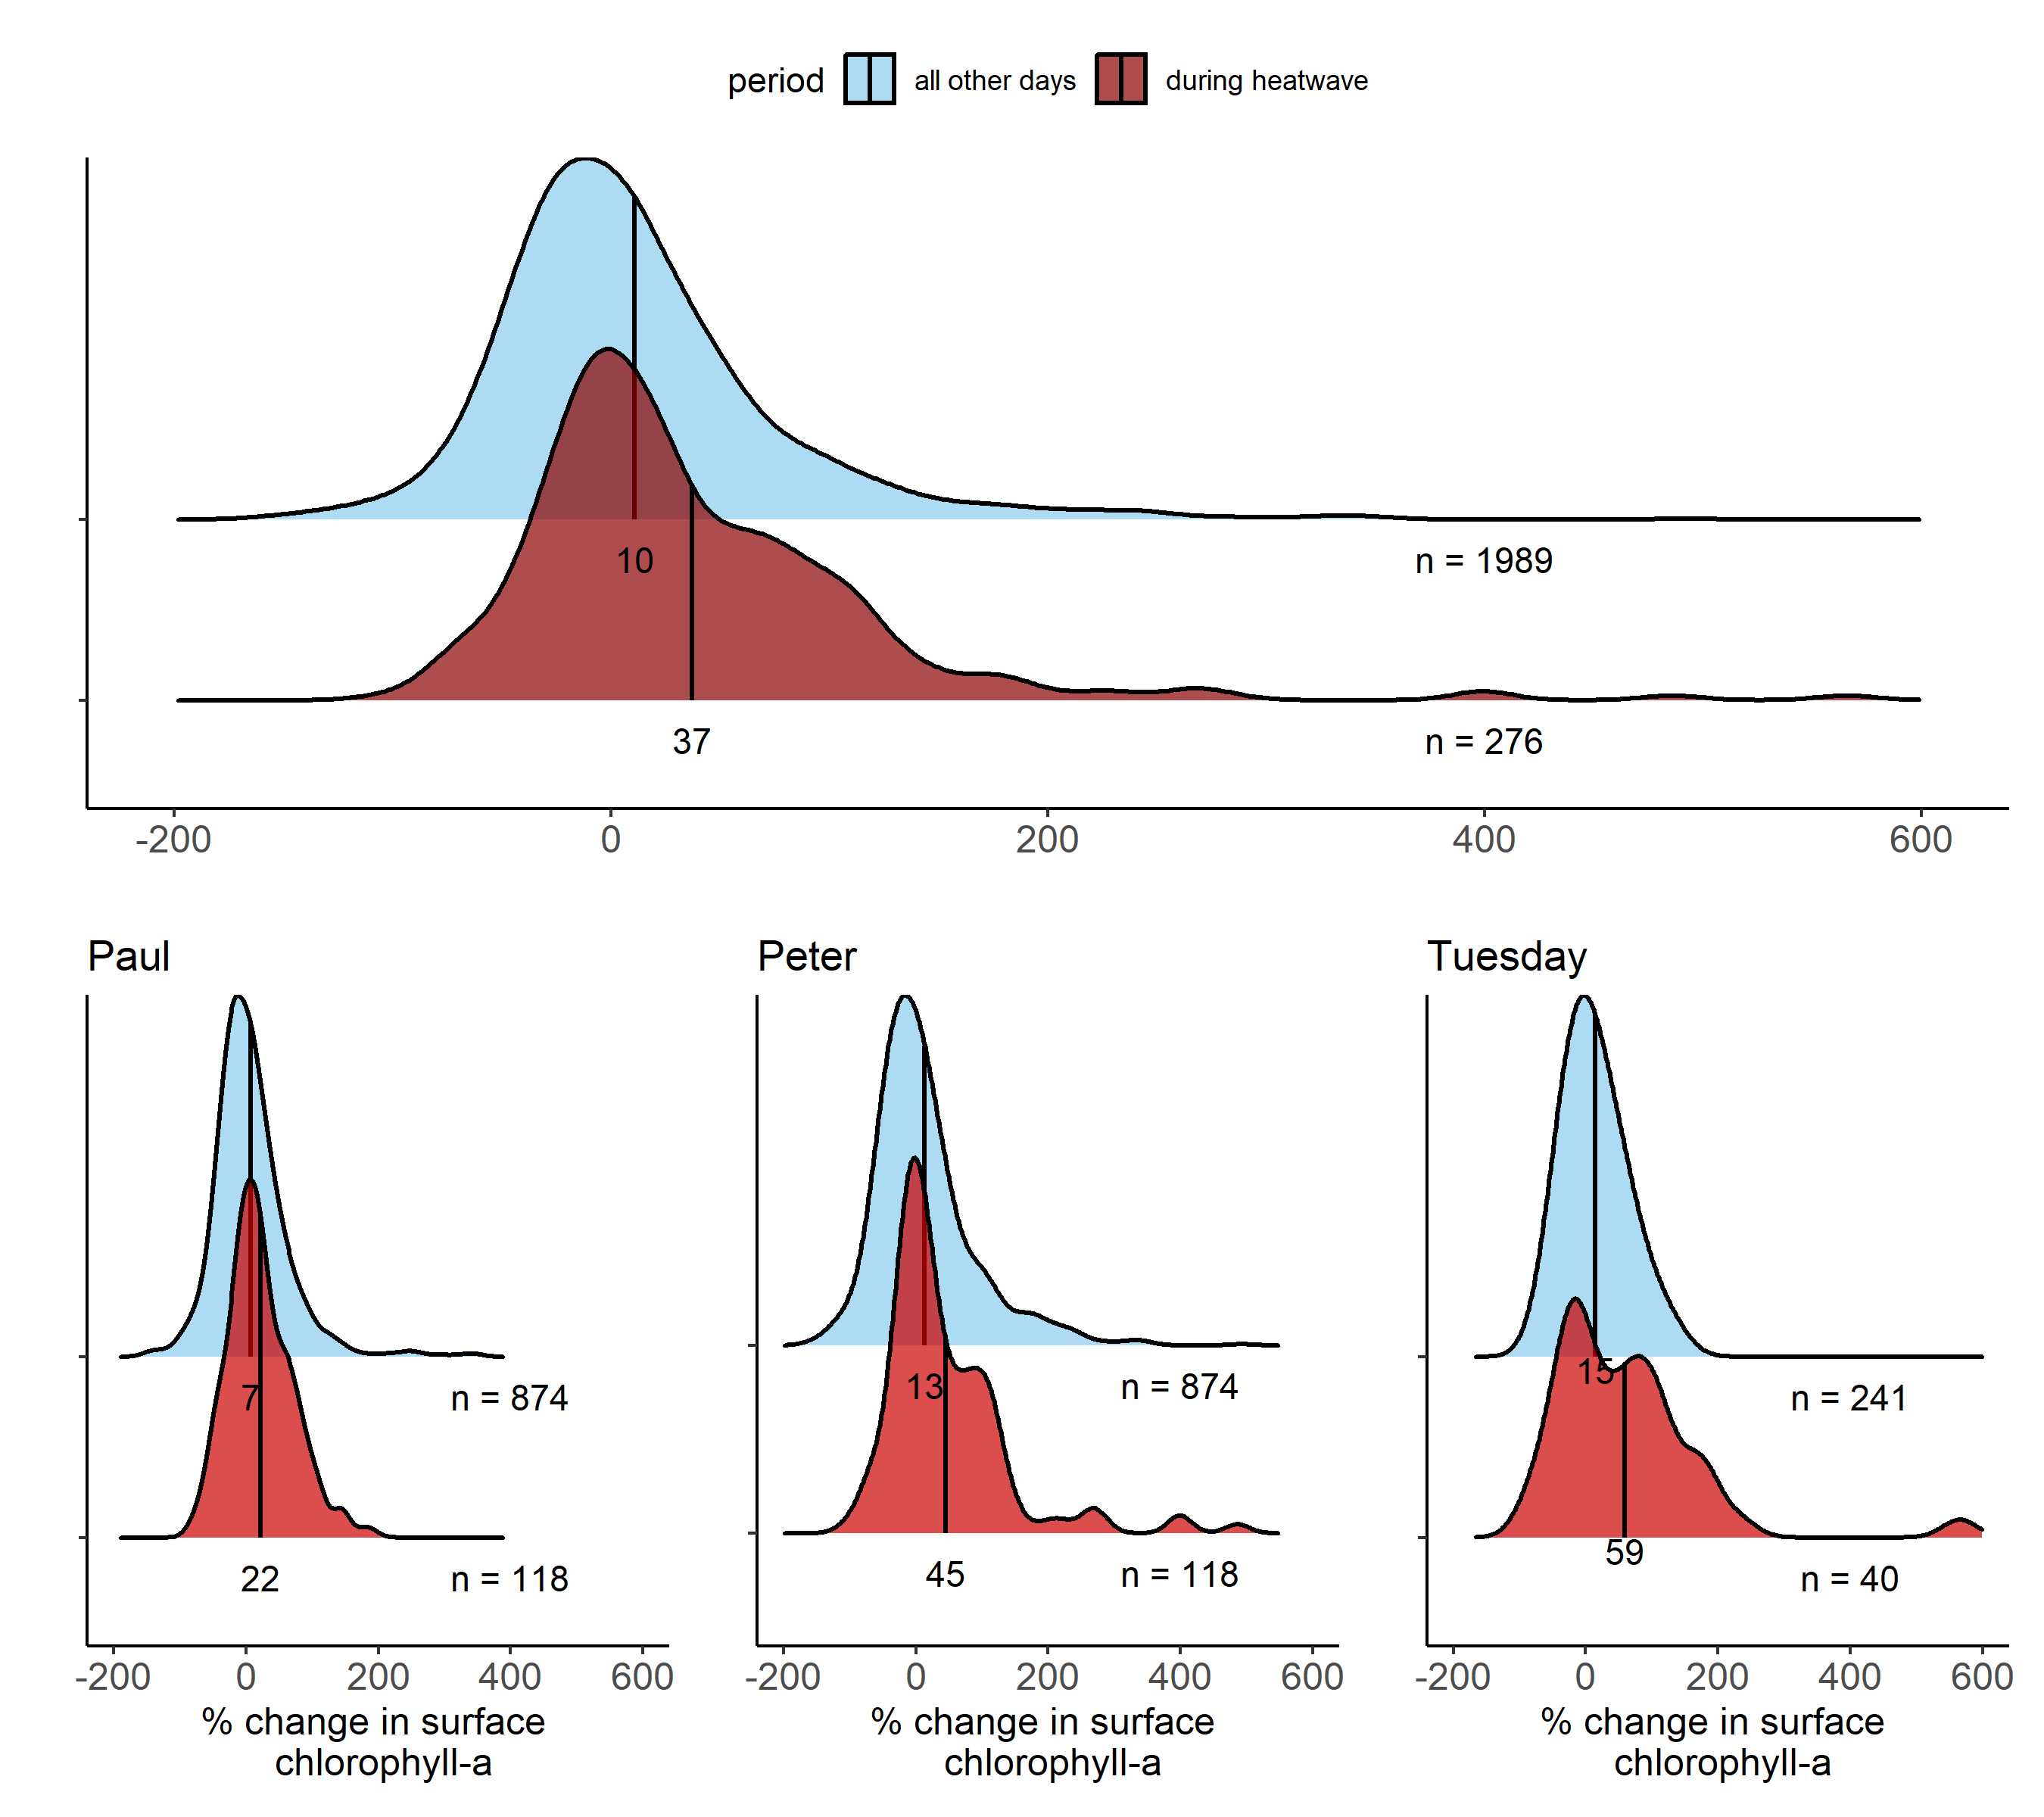 period all other days during heatwave
10
n = 1989
37
n = 276
-200 0 200 400 600
Paul
7
n = 874
22
n = 118
-200 0 200 400 600
% change in surface
chlorophyll-a
Peter
13
n = 874
45
n = 118
-200 0 200 400 600
% change in surface
chlorophyll-a
Tuesday
15
n = 241
59
n = 40
-200 0 200 400 600
% change in surface
chlorophyll-a